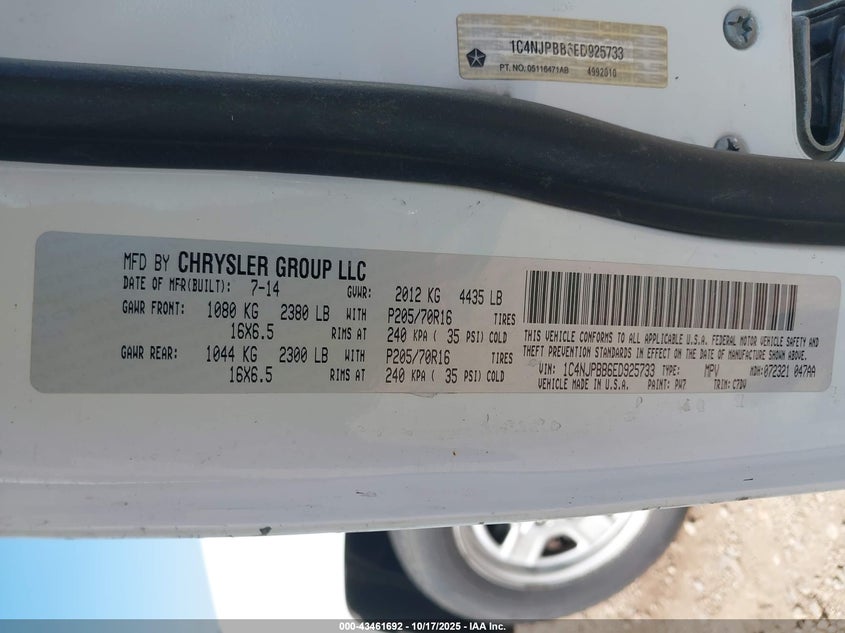 1C4NJPBB6ED925733
PT. NO. 05116471AB 4992610
MFD BY CHRYSLER GROUP LLC
DATE OF MFR(BUILT): 7-14 GVWR: 2012 KG 4435 LB
GAWR FRONT: 1080 KG 2380 LB WITH P205/70R16 TIRES
16X6.5 RIMS AT 240 KPA ( 35 PSI) COLD
GAWR REAR: 1044 KG 2300 LB WITH P205/70R16 TIRES
16X6.5 RIMS AT 240 KPA ( 35 PSI) COLD
THIS VEHICLE CONFORMS TO ALL APPLICABLE U.S.A. FEDERAL MOTOR VEHICLE SAFETY AND
THEFT PREVENTION STANDARDS IN EFFECT ON THE DATE OF MANUFACTURE SHOWN ABOVE.
VIN: 1C4NJPBB6ED925733 TYPE: MPV MDH:072321 047AA
VEHICLE MADE IN U.S.A. PAINT: PW7 TRIM: C7DV
000-43461692 - 10/17/2025 - IAA Inc.